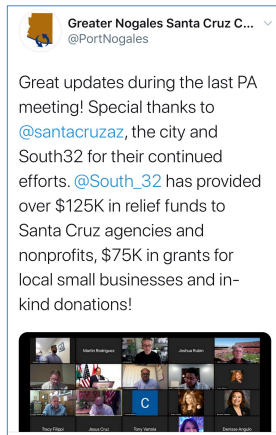 Greater Nogales Santa Cruz C...
@PortNogales
Great updates during the last PA
meeting! Special thanks to
@santacruzaz, the city and
South32 for their continued
efforts. @South_32 has provided
over $125K in relief funds to
Santa Cruz agencies and
nonprofits, $75K in grants for
local small businesses and in-
kind donations!
Martin Rodriguez
Joshua Rubin
C
Tracy Filippi
Jesus Cruz
Tony Varrela
Denisse Angulo